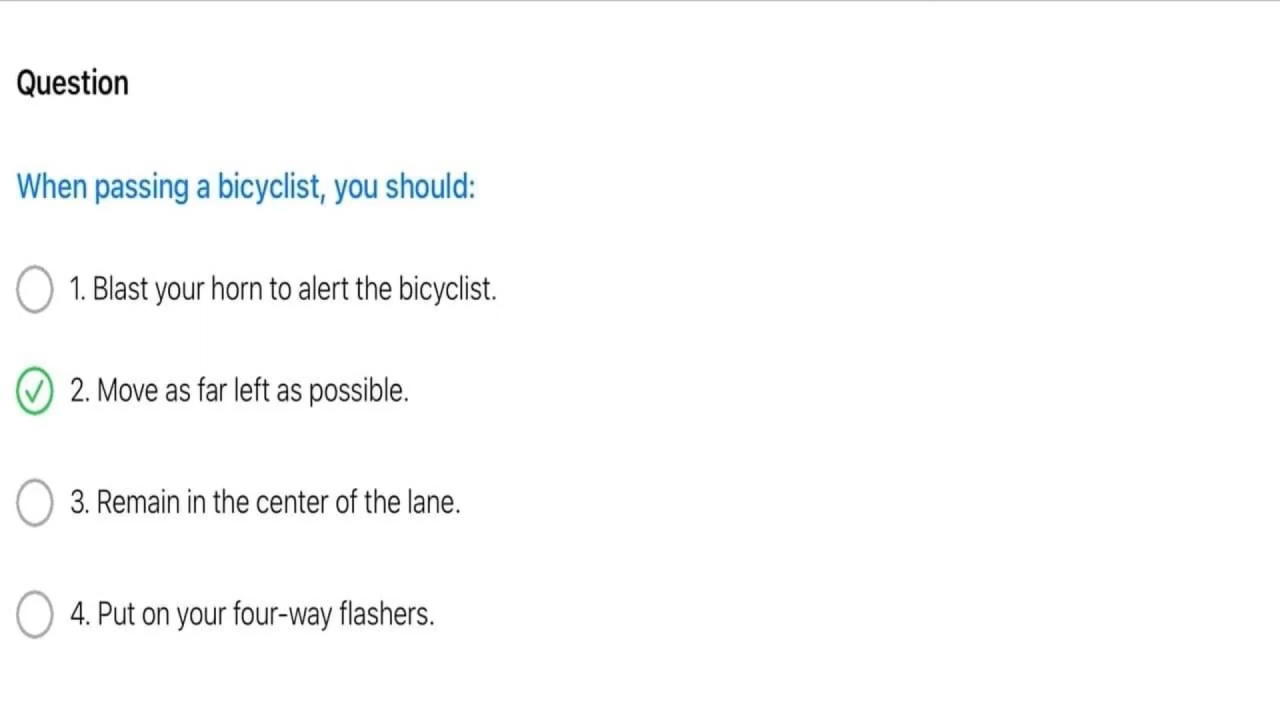 Question
When passing a bicyclist, you should:
1. Blast your horn to alert the bicyclist.
2. Move as far left as possible.
3. Remain in the center of the lane.
4. Put on your four-way flashers.